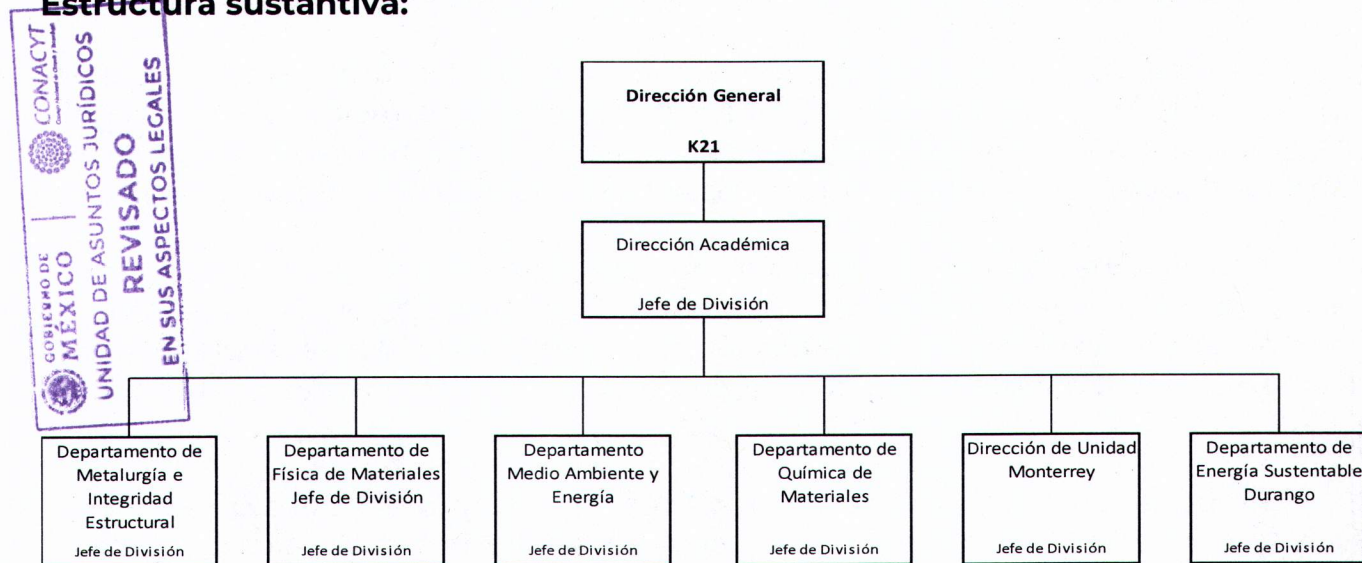 Estructura sustantiva:
GOBIERNO DE
MÉXICO
CONACYT
UNIDAD DE ASUNTOS JURÍDICOS
REVISADO
EN SUS ASPECTOS LEGALES
Dirección General
K21
Dirección Académica
Jefe de División
Departamento de
Metalurgía e
Integridad
Estructural
Jefe de División
Departamento de
Física de Materiales
Jefe de División
Jefe de División
Departamento
Medio Ambiente y
Energía
Jefe de División
Departamento de
Química de
Materiales
Jefe de División
Dirección de Unidad
Monterrey
Jefe de División
Departamento de
Energía Sustentable
Durango
Jefe de División